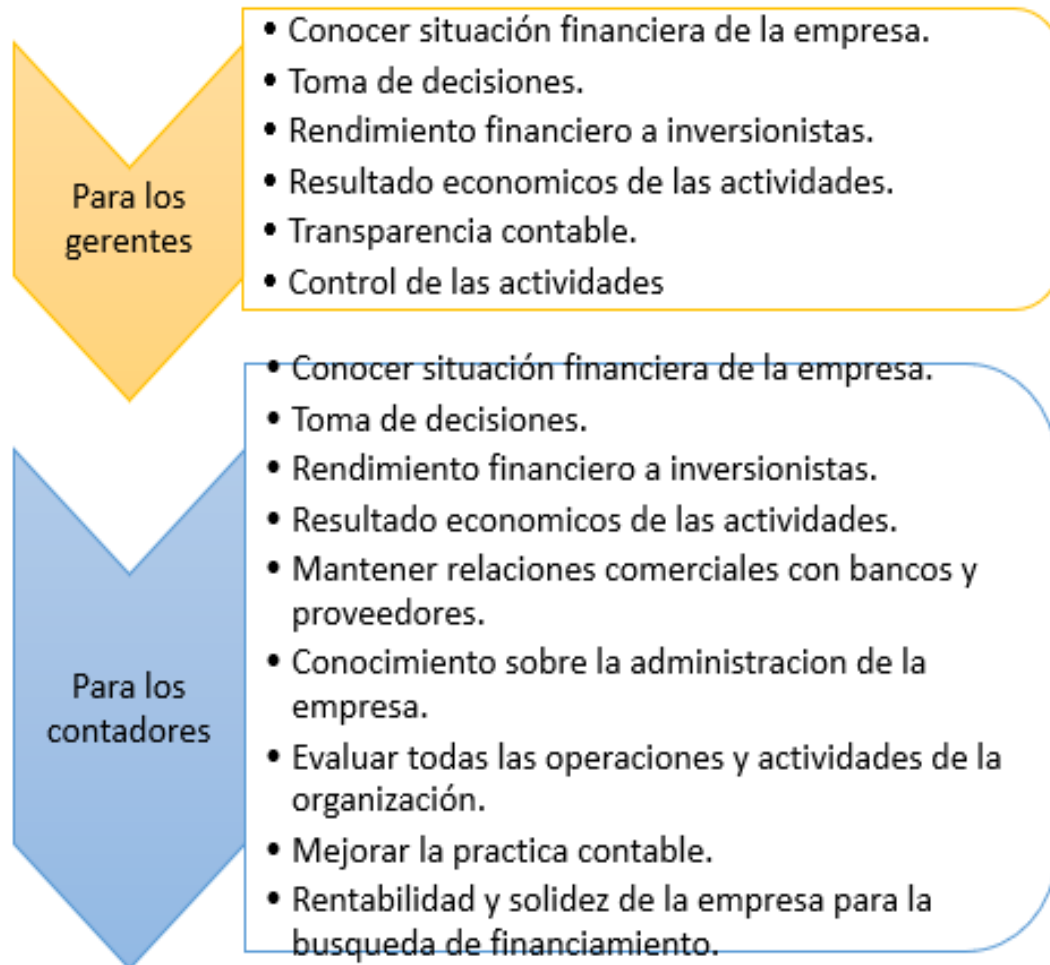 Para los
gerentes
• Conocer situación financiera de la empresa.
• Toma de decisiones.
• Rendimiento financiero a inversionistas.
• Resultado economicos de las actividades.
• Transparencia contable.
• Control de las actividades
Para los
contadores
• Conocer situación financiera de la empresa.
• Toma de decisiones.
• Rendimiento financiero a inversionistas.
• Resultado economicos de las actividades.
• Mantener relaciones comerciales con bancos y
proveedores.
• Conocimiento sobre la administracion de la
empresa.
• Evaluar todas las operaciones y actividades de la
organización.
• Mejorar la practica contable.
• Rentabilidad y solidez de la empresa para la
busqueda de financiamiento.